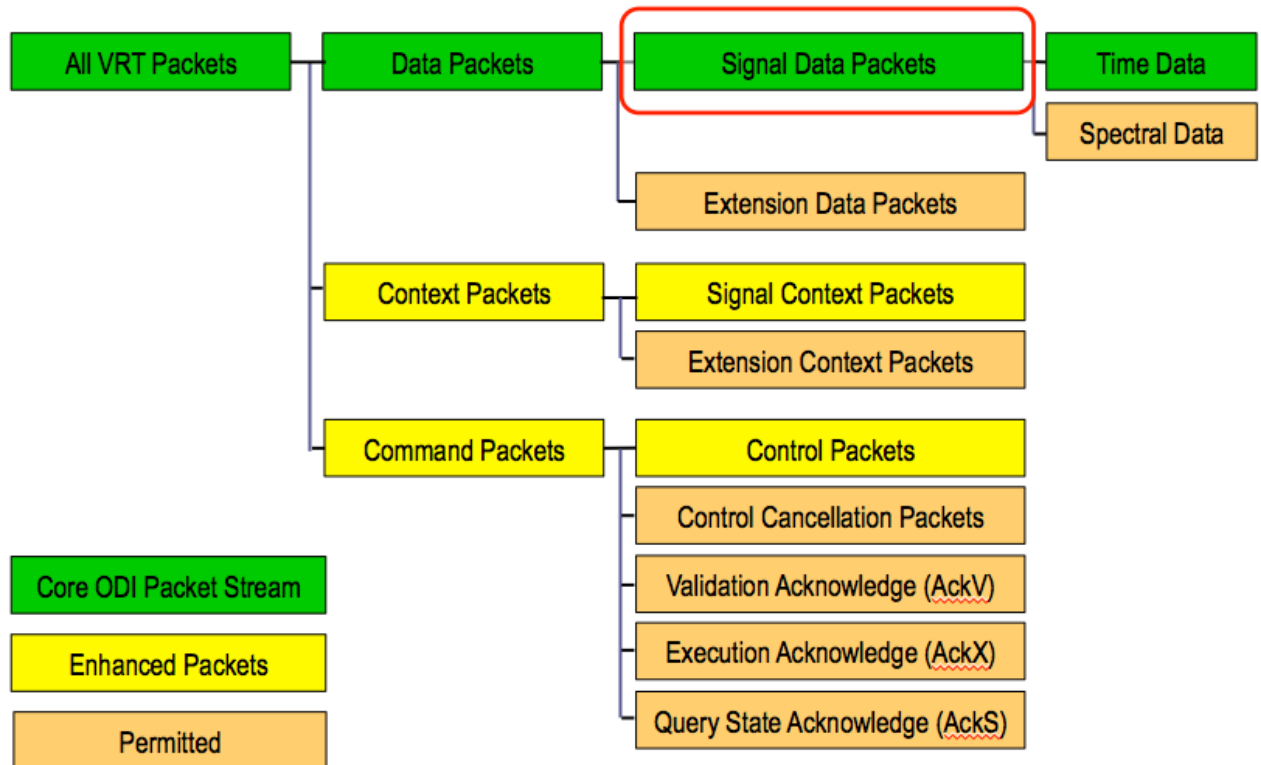 All VRT Packets
Data Packets
Signal Data Packets
Time Data
Spectral Data
Extension Data Packets
Context Packets
Signal Context Packets
Extension Context Packets
Command Packets
Control Packets
Control Cancellation Packets
Core ODI Packet Stream
Validation Acknowledge (AckV)
Enhanced Packets
Execution Acknowledge (AckX)
Query State Acknowledge (AckS)
Permitted